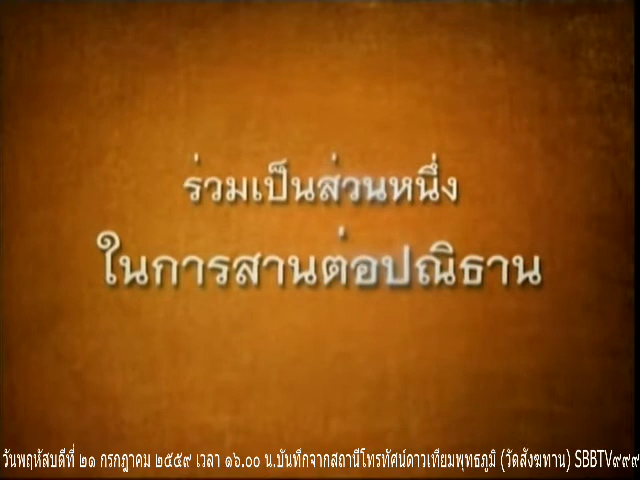 ร่วมเป็นส่วนหนึ่ง
ในการสานต่อปณิธาน
วันพฤหัสบดีที่ ๒๑ กรกฎาคม ๒๕๕๙ เวลา ๑๖.๐๐ น.บันทึกจากสถานีโทรทัศน์ดาวเทียมพุทธภูมิ (วัดสังฆทาน) SBBTV๙๙๙